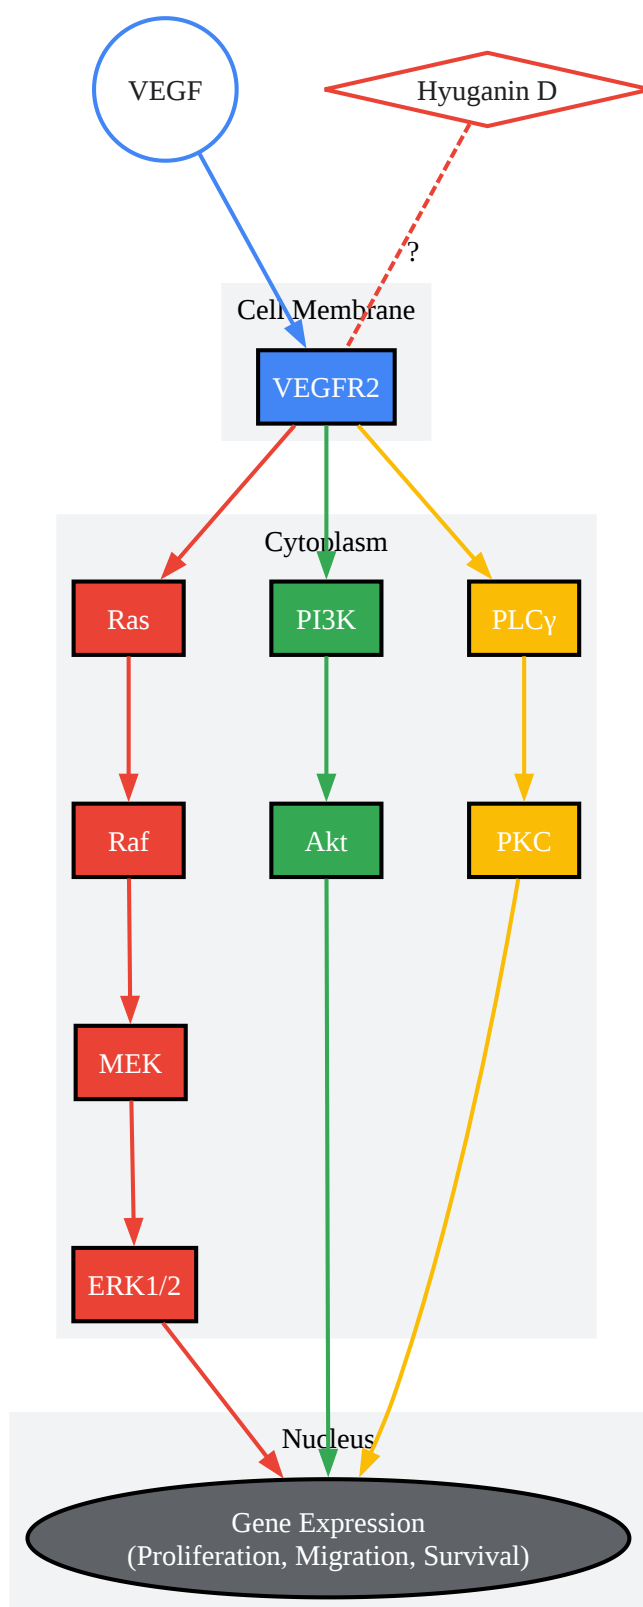 VEGF
Hyuganin D
?
Cell Membrane
VEGFR2
Cytoplasm
Ras
PI3K
PLCγ
Raf
Akt
PKC
MEK
ERK1/2
Nucleus
Gene Expression
(Proliferation, Migration, Survival)